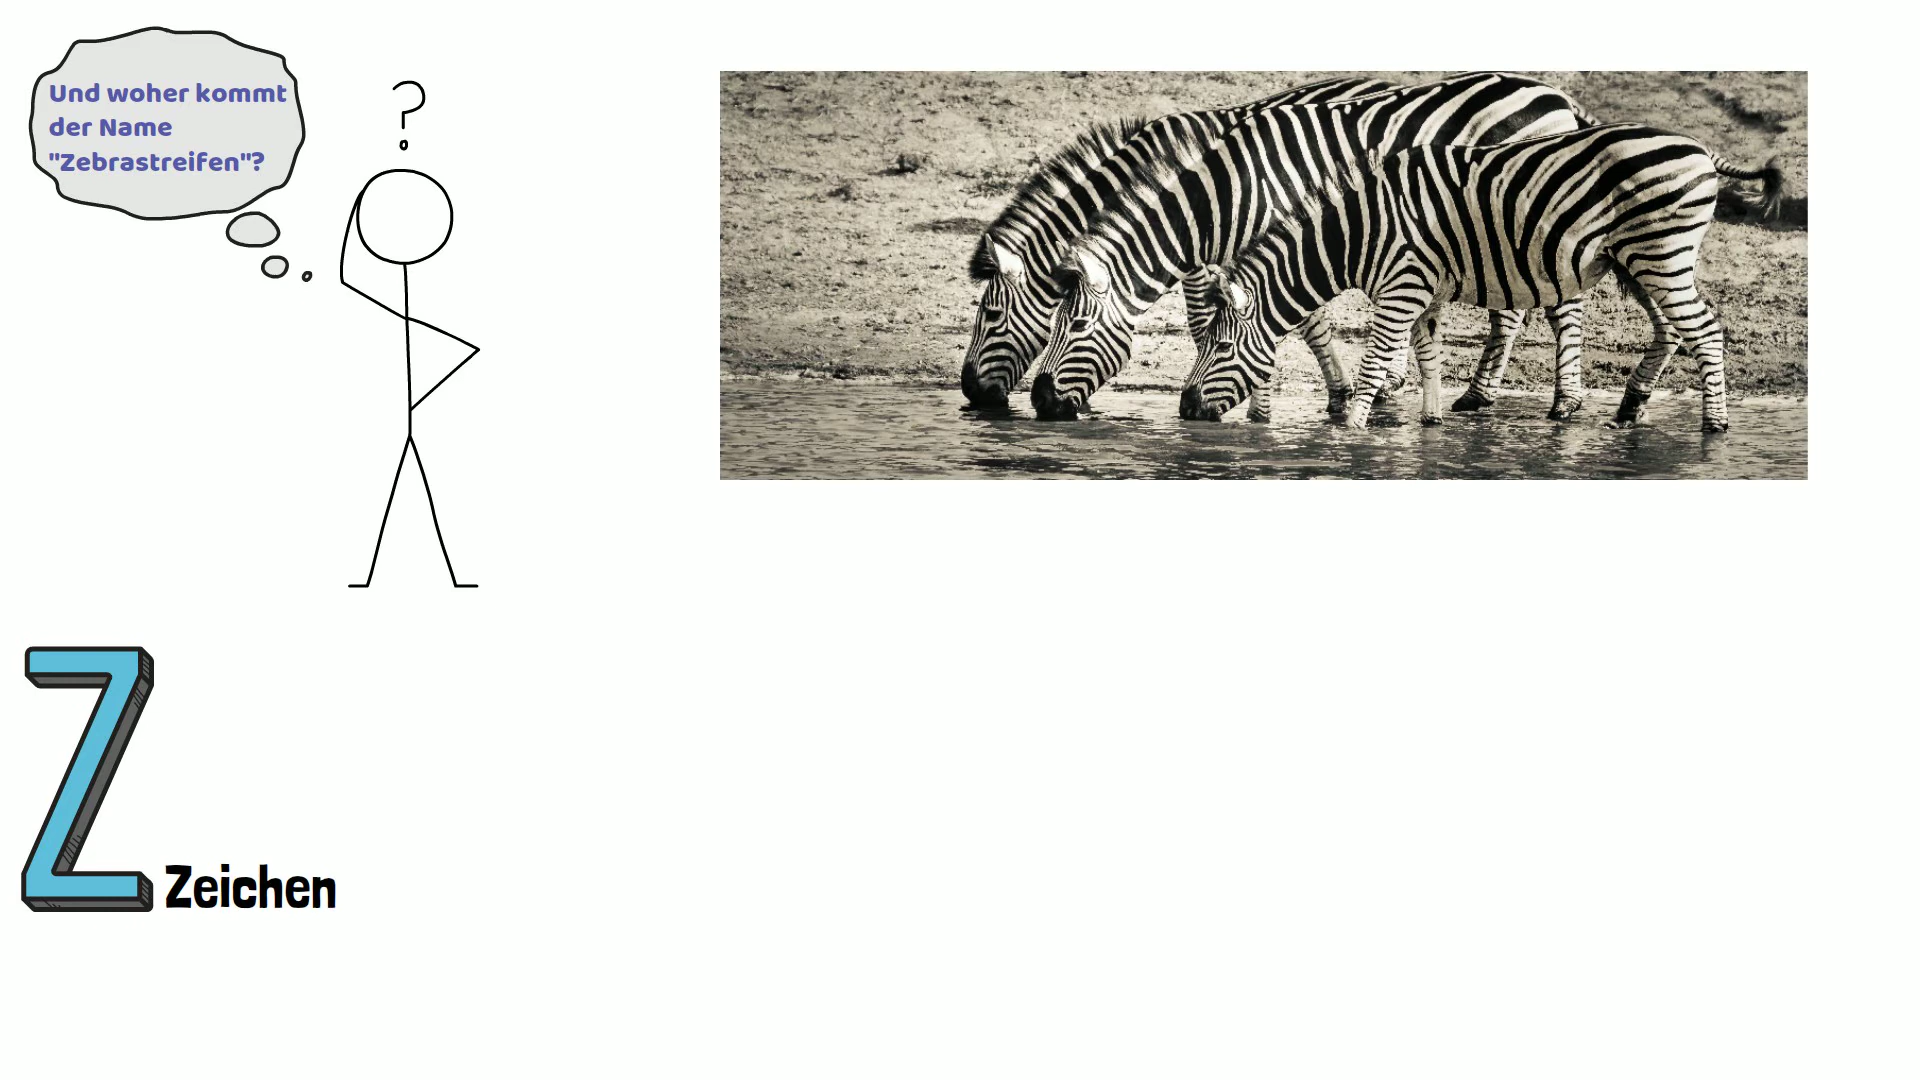 Und woher kommt
der Name
"Zebrastreifen"?
?
Z
Zeichen